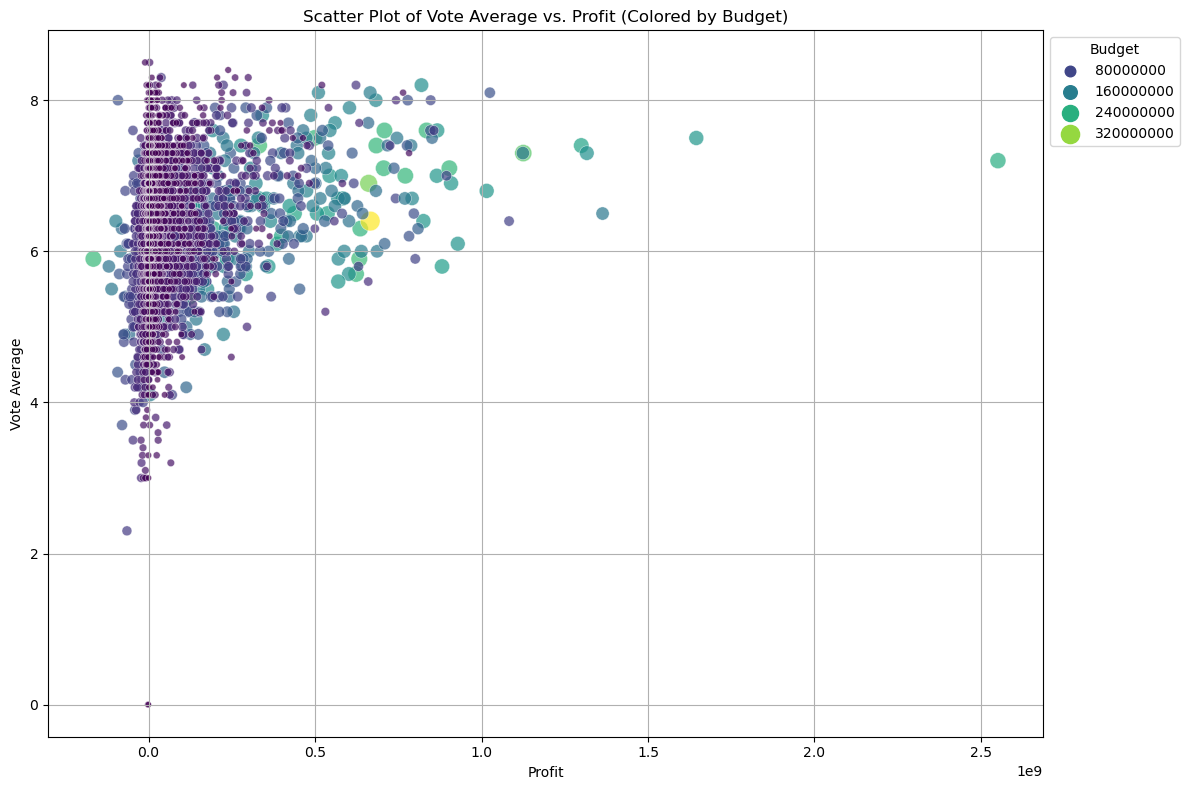 Scatter Plot of Vote Average vs. Profit (Colored by Budget)
Budget
80000000
160000000
240000000
320000000
8
6
4
2
0
Vote Average
0.0 0.5 1.0 1.5 2.0 2.5
1e9
Profit